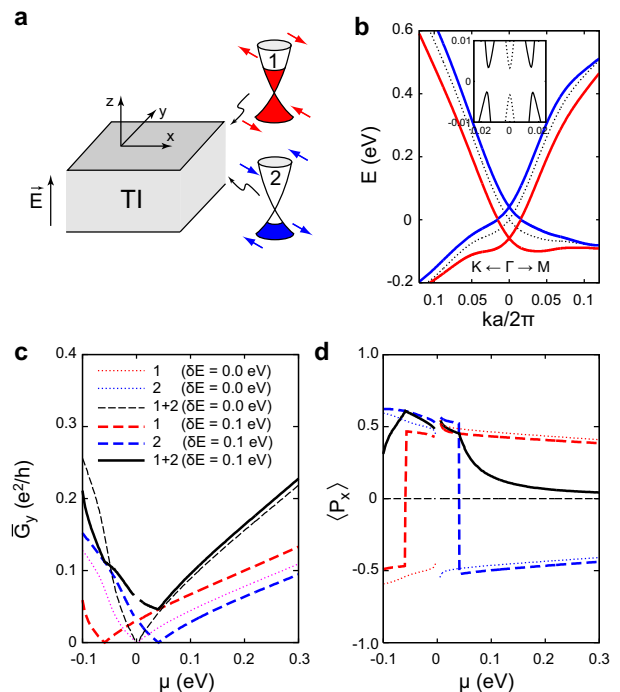 a
1
z
y
x
TI
E
2
b
E (eV)
0.6
0.4
0.2
0
-0.2
0.01
0
-0.01
0.02
0
0.02
K ← Γ → M
0.1
0.05
0
0.05
0.1
ka/2π
c
G̅y (e²/h)
0.4
0.3
0.2
0.1
0
1 (δE = 0.0 eV)
2 (δE = 0.0 eV)
1+2 (δE = 0.0 eV)
1 (δE = 0.1 eV)
2 (δE = 0.1 eV)
1+2 (δE = 0.1 eV)
-0.1
0
0.1
0.2
0.3
μ (eV)
d
⟨Px⟩
1.0
0.5
0
-0.5
-1.0
-0.1
0
0.1
0.2
0.3
μ (eV)